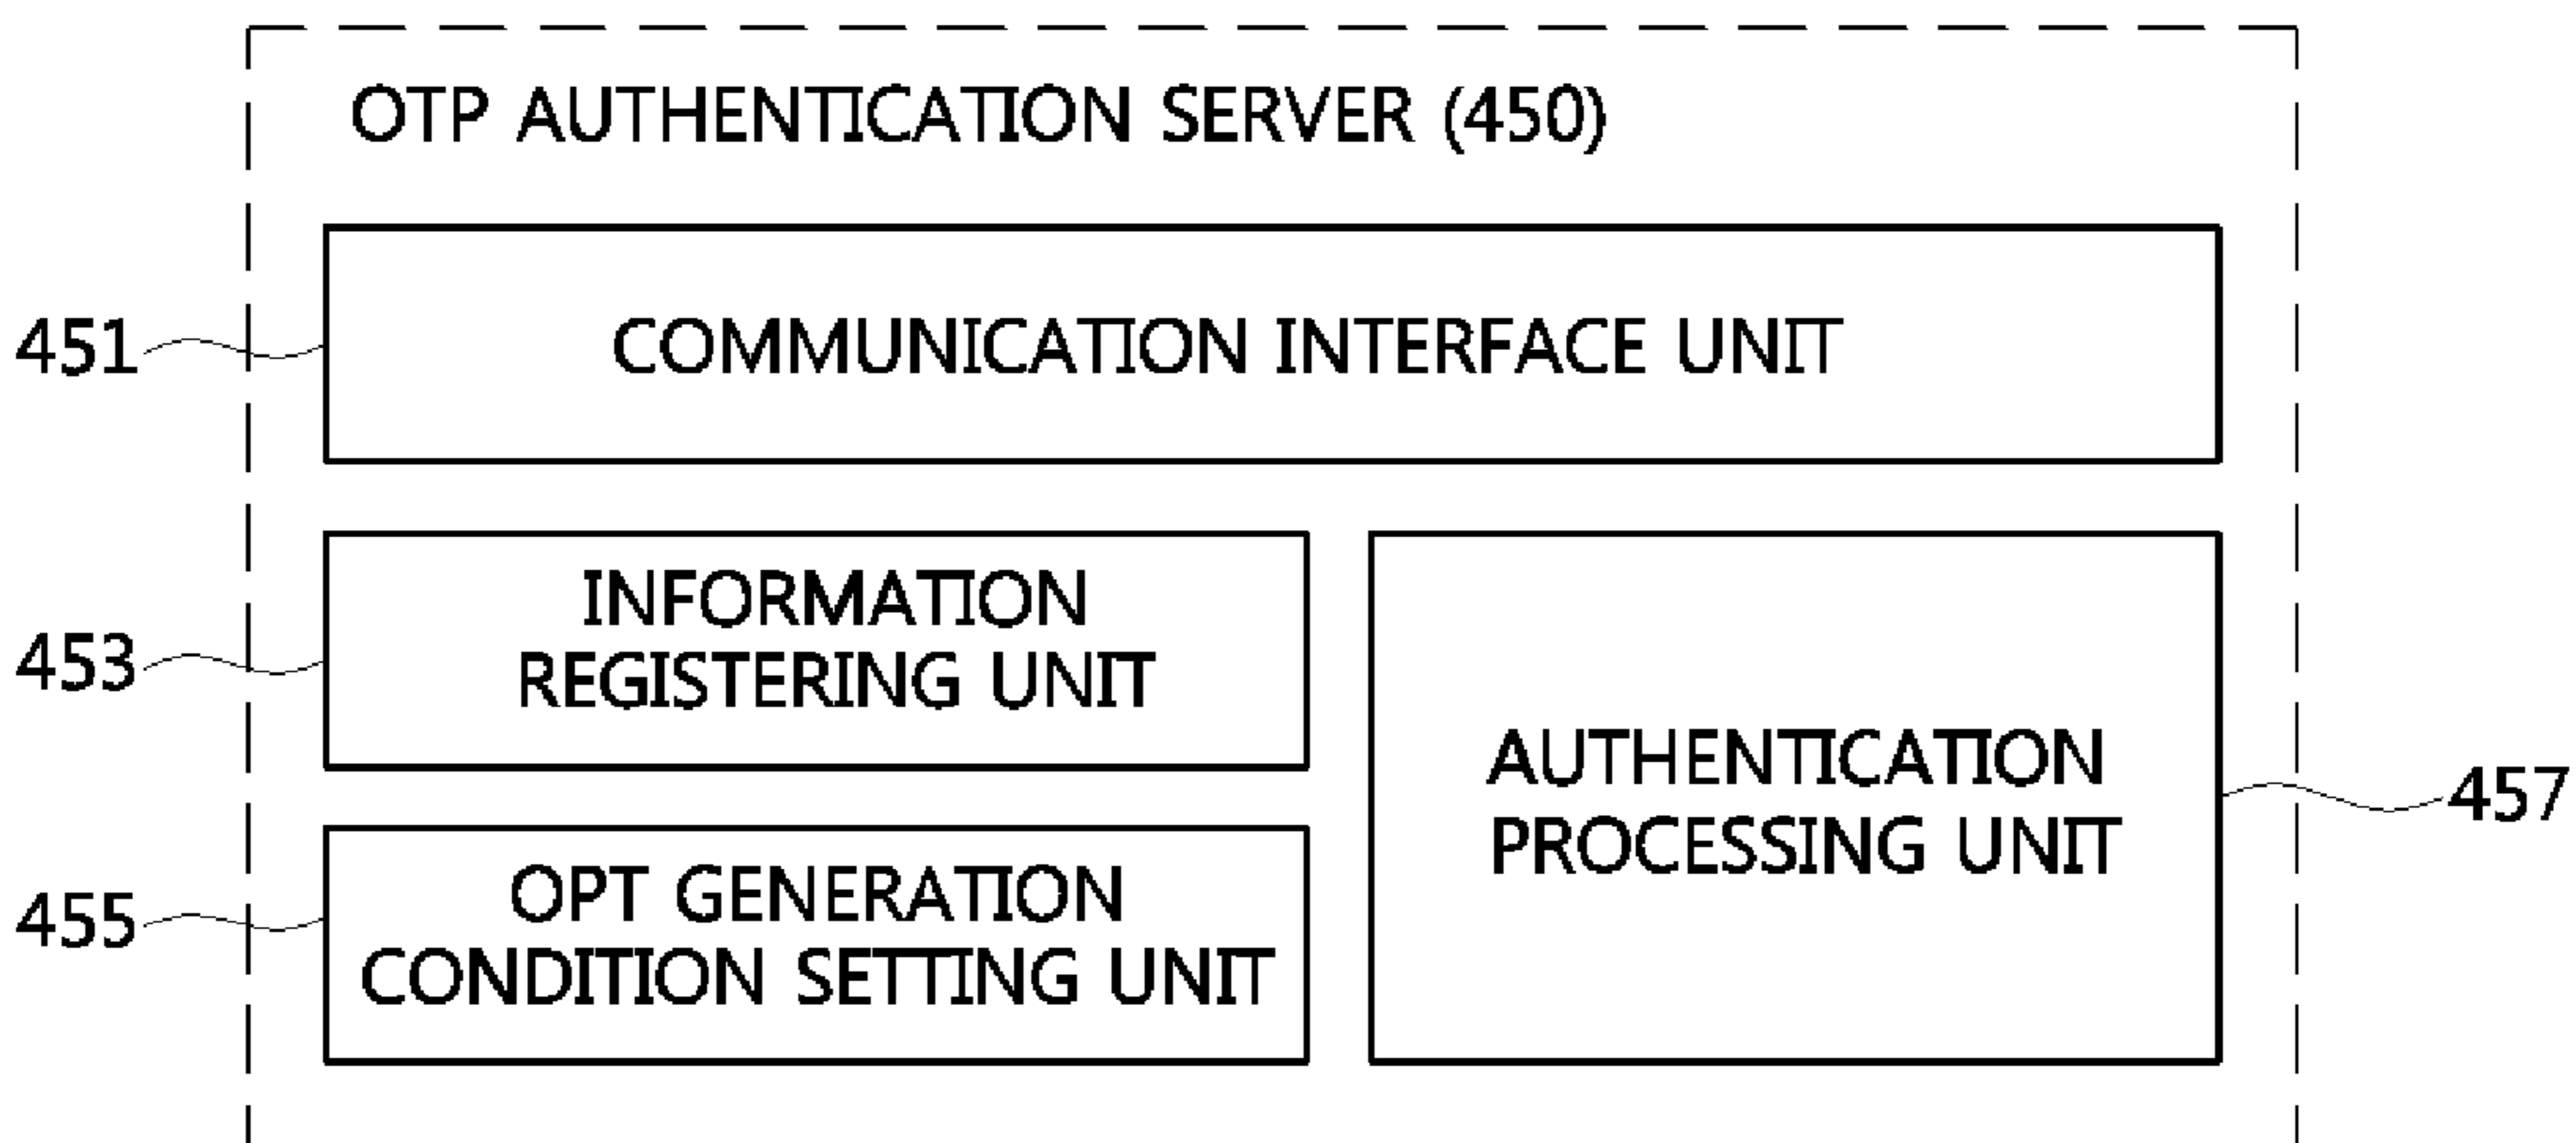 OTP AUTHENTICATION SERVER (450)
451
COMMUNICATION INTERFACE UNIT
453
INFORMATION
REGISTERING UNIT
455
OPT GENERATION
CONDITION SETTING UNIT
AUTHENTICATION
PROCESSING UNIT
457